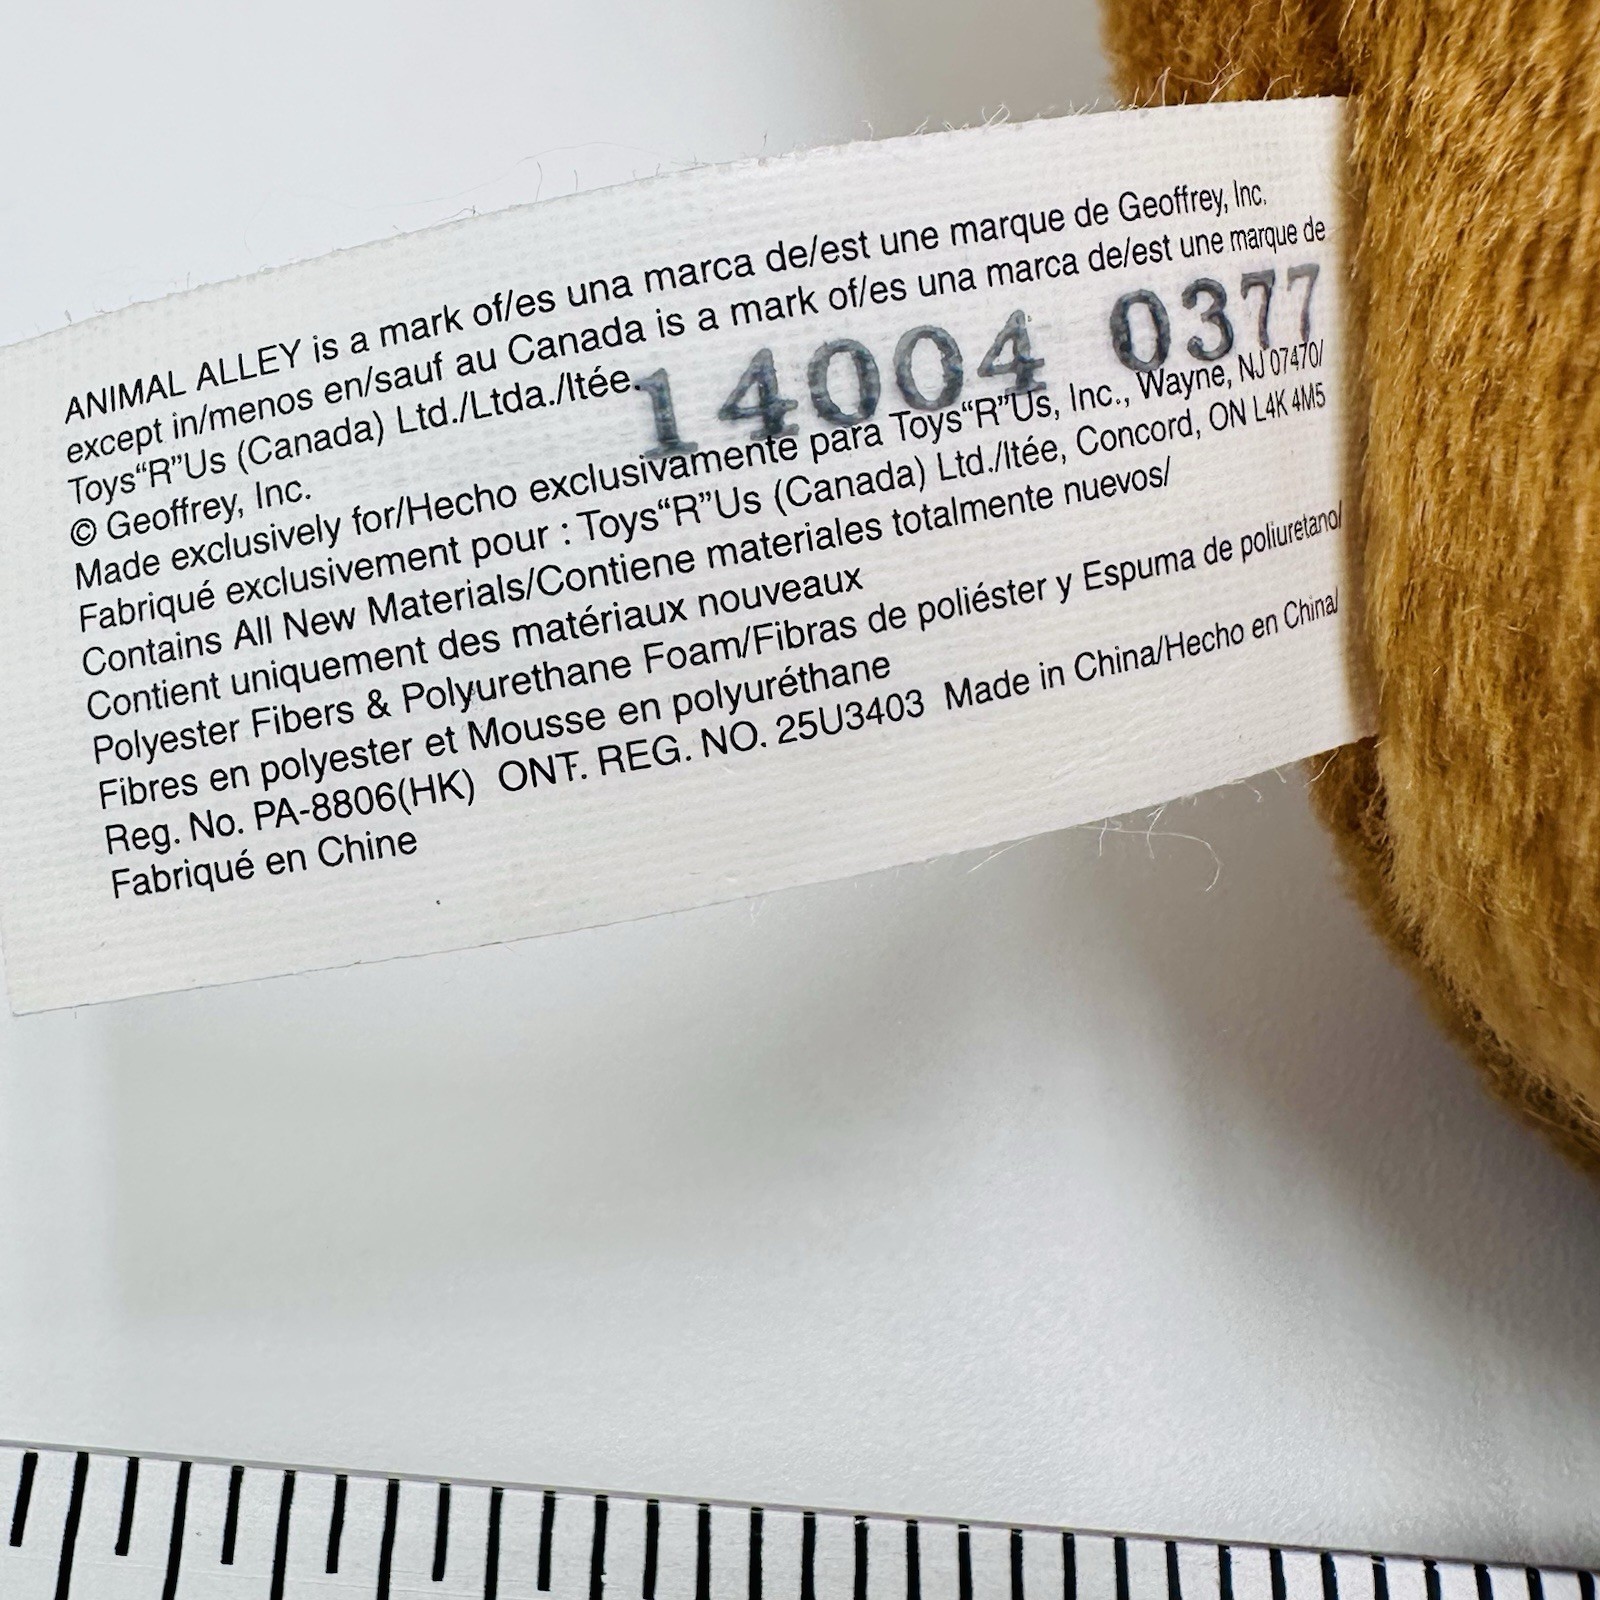 ANIMAL ALLEY is a mark of/es una marca de/est une marque de Geoffrey, Inc.
except in/menos en/sauf au Canada is a mark of/es una marca de/est une marque de
Toys“R”Us (Canada) Ltd./Ltda./ltée.
14004 0377
© Geoffrey, Inc.
Made exclusively for/Hecho exclusivamente para Toys“R”Us, Inc., Wayne, NJ 07470/
Fabriqué exclusivement pour : Toys“R”Us (Canada) Ltd./ltée, Concord, ON L4K 4M5
Contains All New Materials/Contiene materiales totalmente nuevos/
Contient uniquement des matériaux nouveaux
Polyester Fibers & Polyurethane Foam/Fibras de poliéster y Espuma de poliuretano/
Fibres en polyester et Mousse en polyuréthane
Reg. No. PA-8806(HK) ONT. REG. NO. 25U3403 Made in China/Hecho en China/
Fabriqué en Chine